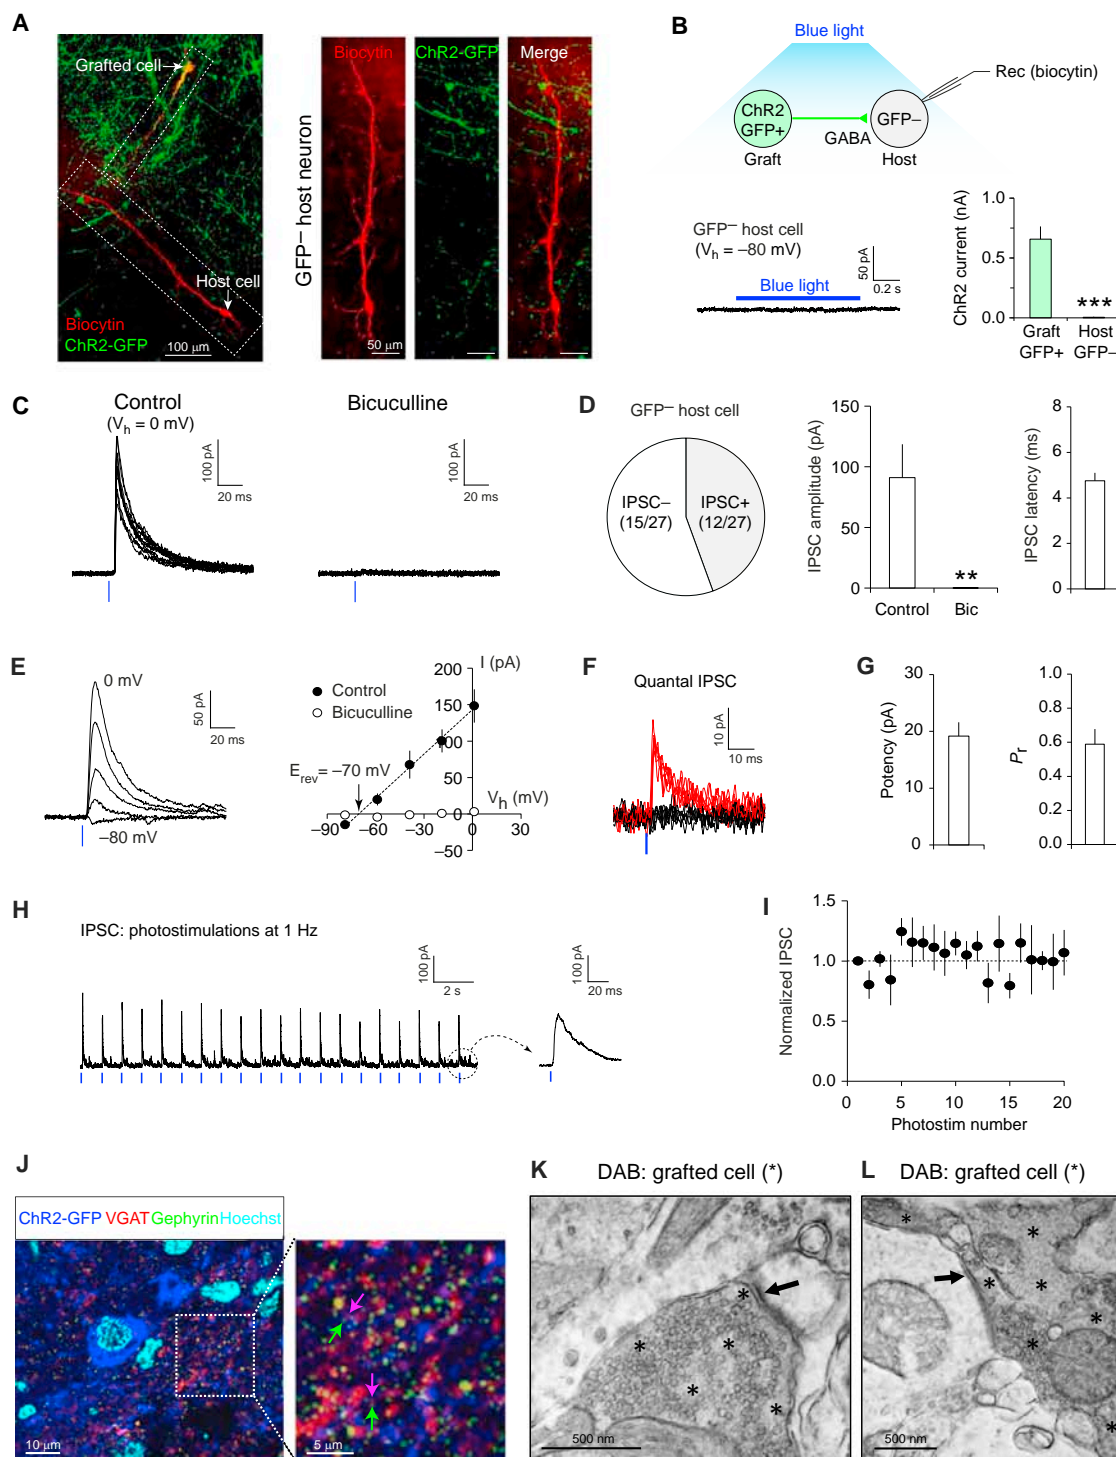 A
Grafted cell
Host cell
Biocytin
ChR2-GFP
100 μm
GFP– host neuron
Biocytin
ChR2-GFP
Merge
50 μm
B
Blue light
Rec (biocytin)
ChR2
GFP+
GFP–
GABA
Graft
Host
GFP– host cell
(Vh = –80 mV)
50 pA
0.2 s
Blue light
ChR2 current (nA)
1.0
0.5
0.0
***
Graft
GFP+
Host
GFP–
C
Control
(Vh = 0 mV)
100 pA
20 ms
Bicuculline
100 pA
20 ms
D
GFP– host cell
IPSC–
(15/27)
IPSC+
(12/27)
IPSC amplitude (pA)
150
100
50
0
**
Control
Bic
IPSC latency (ms)
8
6
4
2
0
E
0 mV
–80 mV
50 pA
20 ms
I (pA)
Control
Bicuculline
200
150
100
50
0
–50
Erev= –70 mV
Vh (mV)
–90
–60
–30
0
30
F
Quantal IPSC
10 pA
10 ms
G
Potency (pA)
30
20
10
0
Pr
1.0
0.8
0.6
0.4
0.2
0.0
H
IPSC: photostimulations at 1 Hz
100 pA
2 s
100 pA
20 ms
I
Normalized IPSC
1.5
1.0
0.5
0.0
0
5
10
15
20
Photostim number
J
ChR2-GFP VGAT Gephyrin Hoechst
10 μm
5 μm
K
DAB: grafted cell (*)
*
*
*
*
*
500 nm
L
DAB: grafted cell (*)
*
*
*
*
*
*
*
500 nm